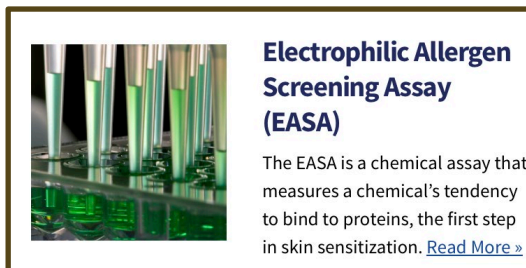 Electrophilic Allergen
Screening Assay
(EASA)
The EASA is a chemical assay that
measures a chemical’s tendency
to bind to proteins, the first step
in skin sensitization. Read More »